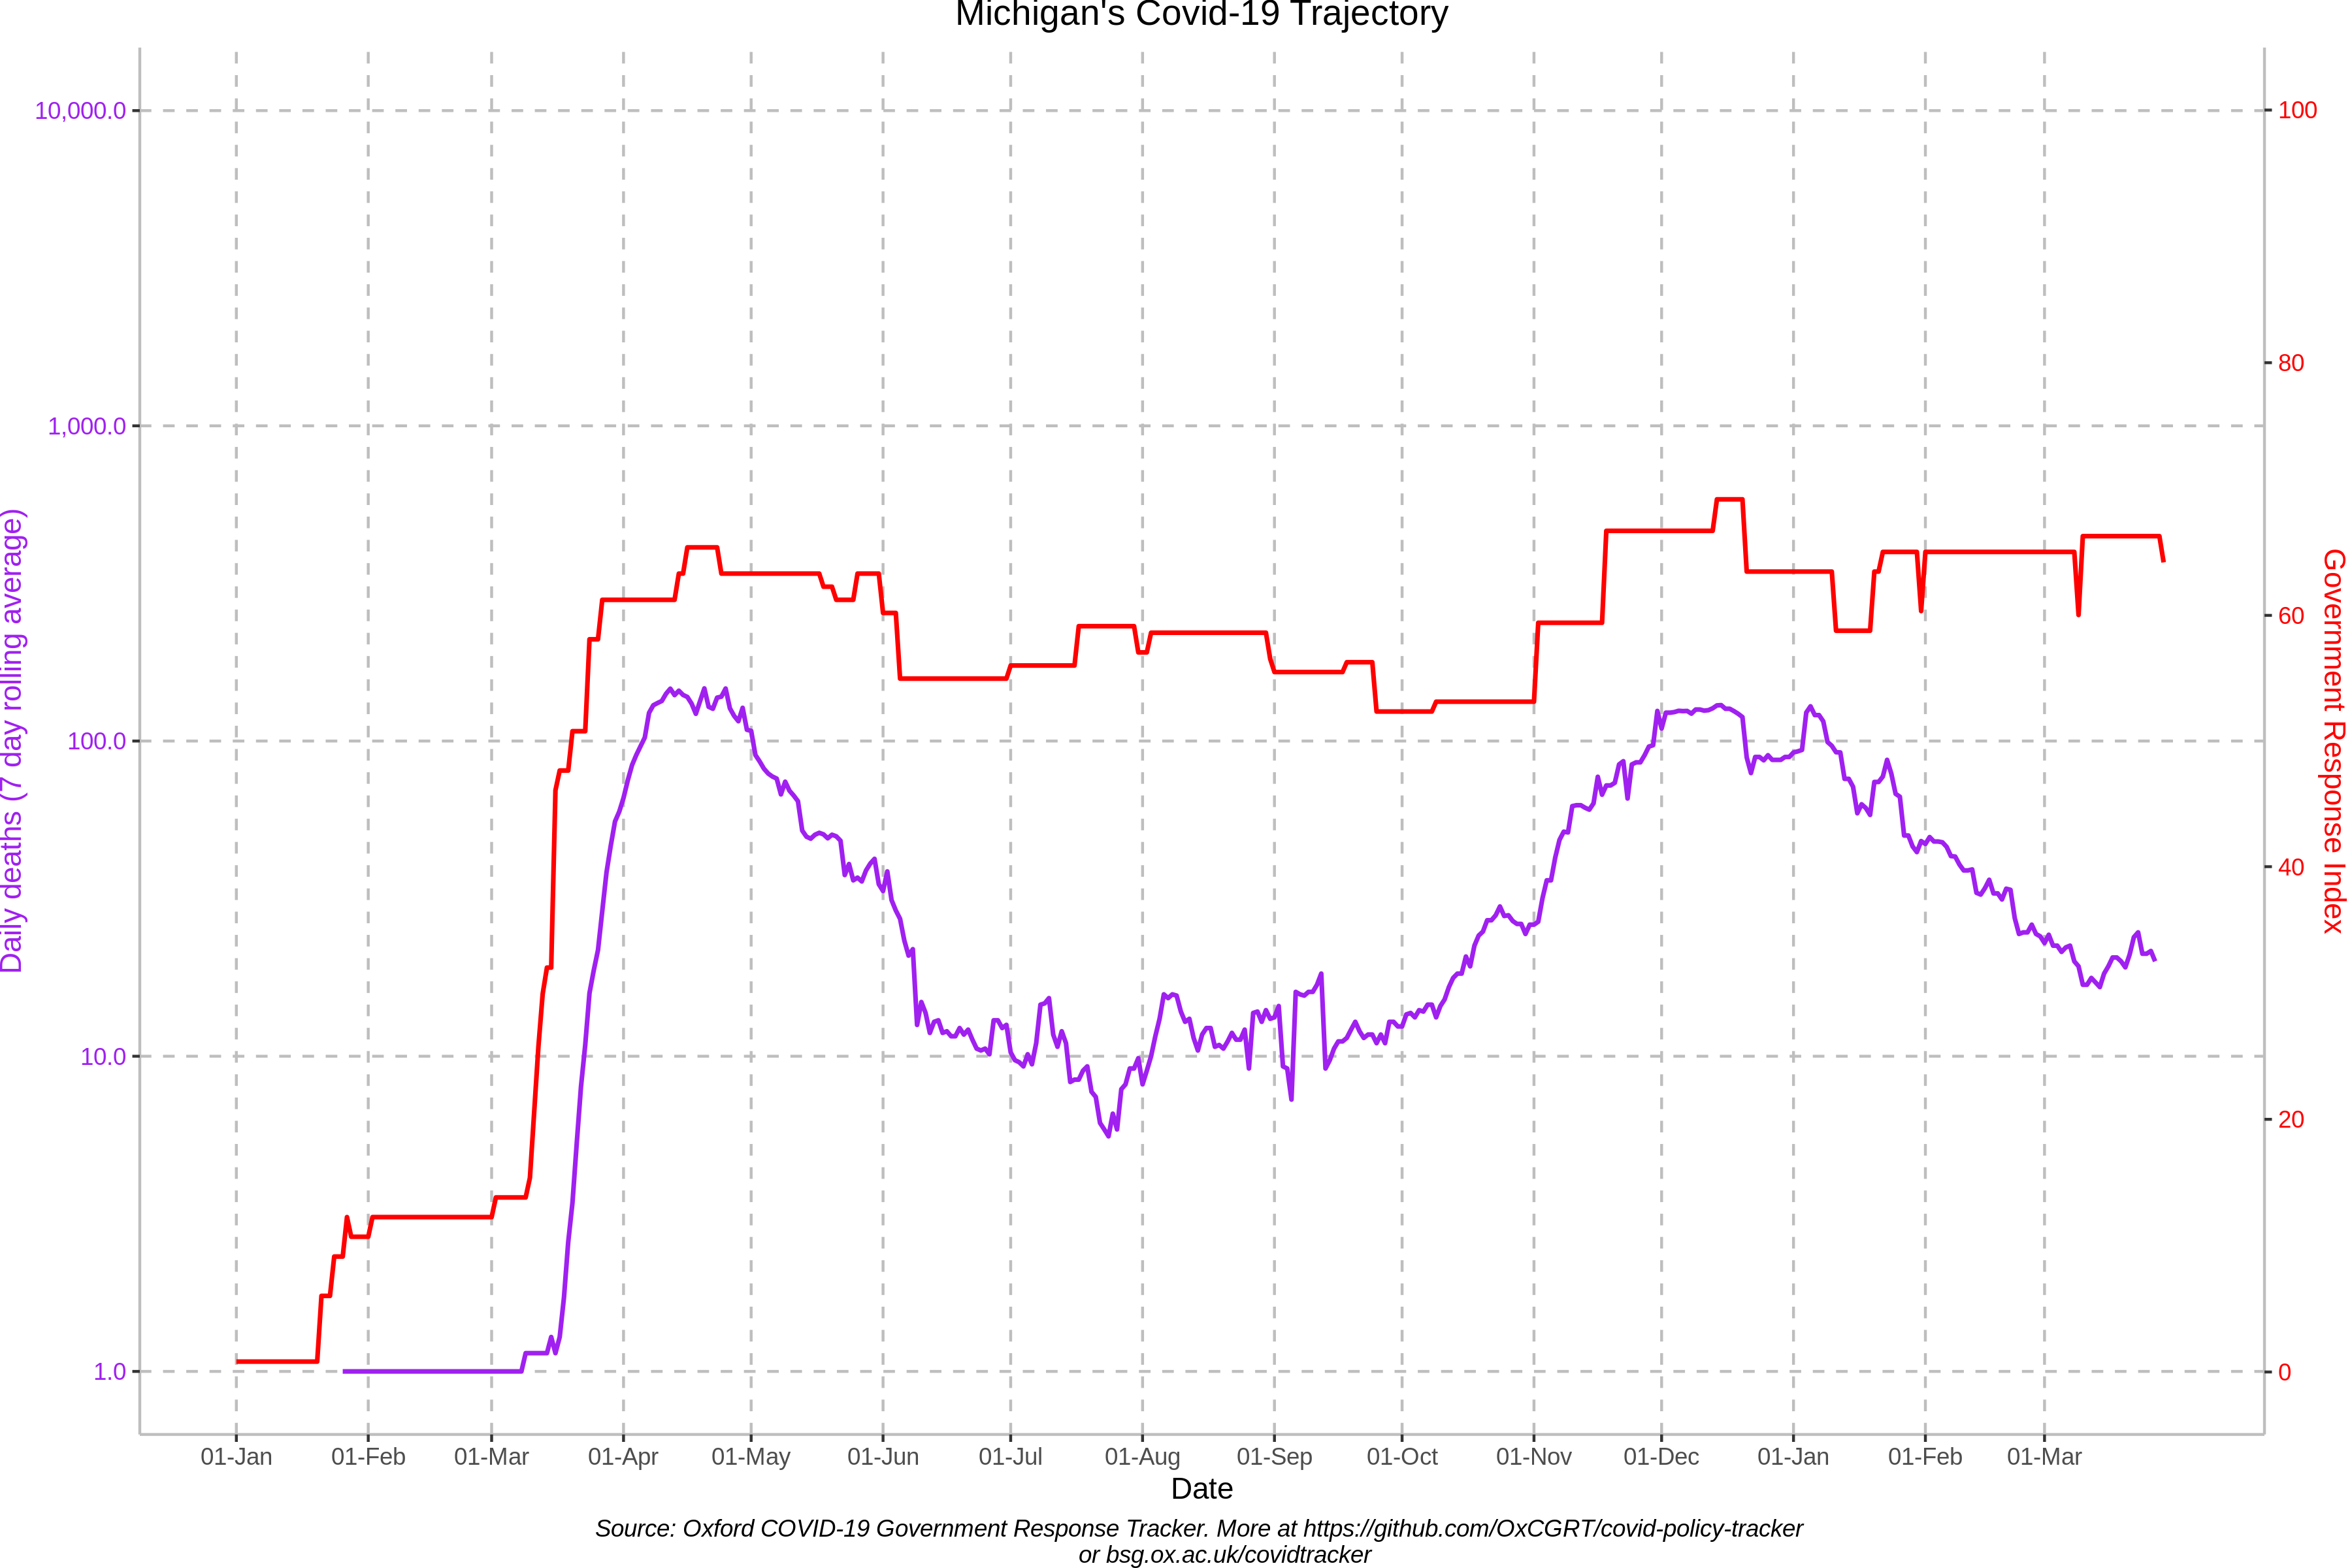 Michigan's Covid-19 Trajectory
10,000.0
1,000.0
100.0
10.0
1.0
Daily deaths (7 day rolling average)
100
80
60
40
20
0
Government Response Index
01-Jan 01-Feb 01-Mar 01-Apr 01-May 01-Jun 01-Jul 01-Aug 01-Sep 01-Oct 01-Nov 01-Dec 01-Jan 01-Feb 01-Mar
Date
Source: Oxford COVID-19 Government Response Tracker. More at https://github.com/OxCGRT/covid-policy-tracker
or bsg.ox.ac.uk/covidtracker